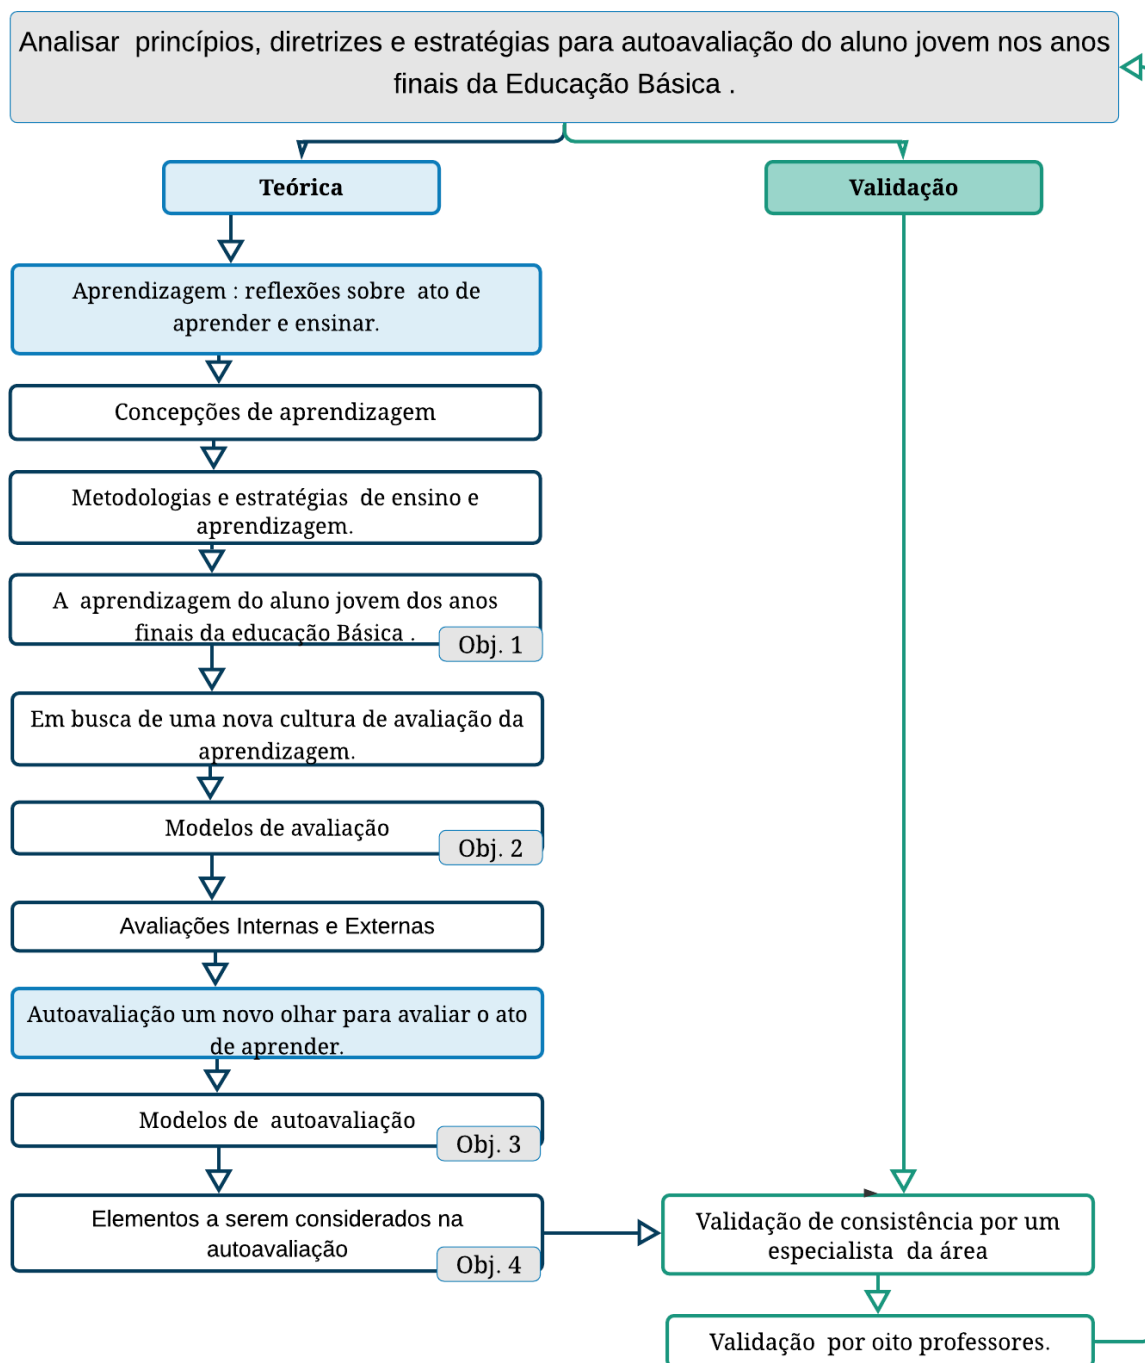 Analisar princípios, diretrizes e estratégias para autoavaliação do aluno jovem nos anos
finais da Educação Básica .
Teórica
Validação
Aprendizagem : reflexões sobre ato de
aprender e ensinar.
Concepções de aprendizagem
Metodologias e estratégias de ensino e
aprendizagem.
A aprendizagem do aluno jovem dos anos
finais da educação Básica .
Obj. 1
Em busca de uma nova cultura de avaliação da
aprendizagem.
Modelos de avaliação
Obj. 2
Avaliações Internas e Externas
Autoavaliação um novo olhar para avaliar o ato
de aprender.
Modelos de autoavaliação
Obj. 3
Elementos a serem considerados na
autoavaliação
Obj. 4
Validação de consistência por um
especialista da área
Validação por oito professores.